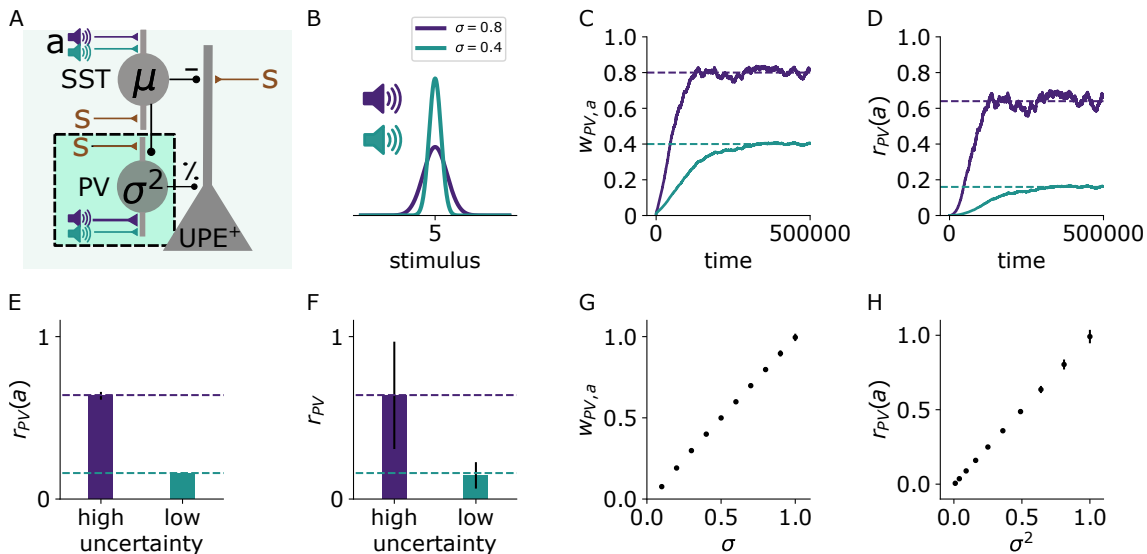 A
a
SST
μ
−
S
S
S
PV
σ²
٪
UPE⁺
B
σ = 0.8
σ = 0.4
5
stimulus
C
w_PV,a
1.0
0.8
0.6
0.4
0.2
0
0
500000
time
D
r_PV(a)
1.0
0.8
0.6
0.4
0.2
0
0
500000
time
E
r_PV(a)
1
0
high
low
uncertainty
F
r_PV
1
0
high
low
uncertainty
G
w_PV,a
1.0
0.5
0.0
0.0
0.5
1.0
σ
H
r_PV(a)
1.0
0.5
0.0
0.0
0.5
1.0
σ²